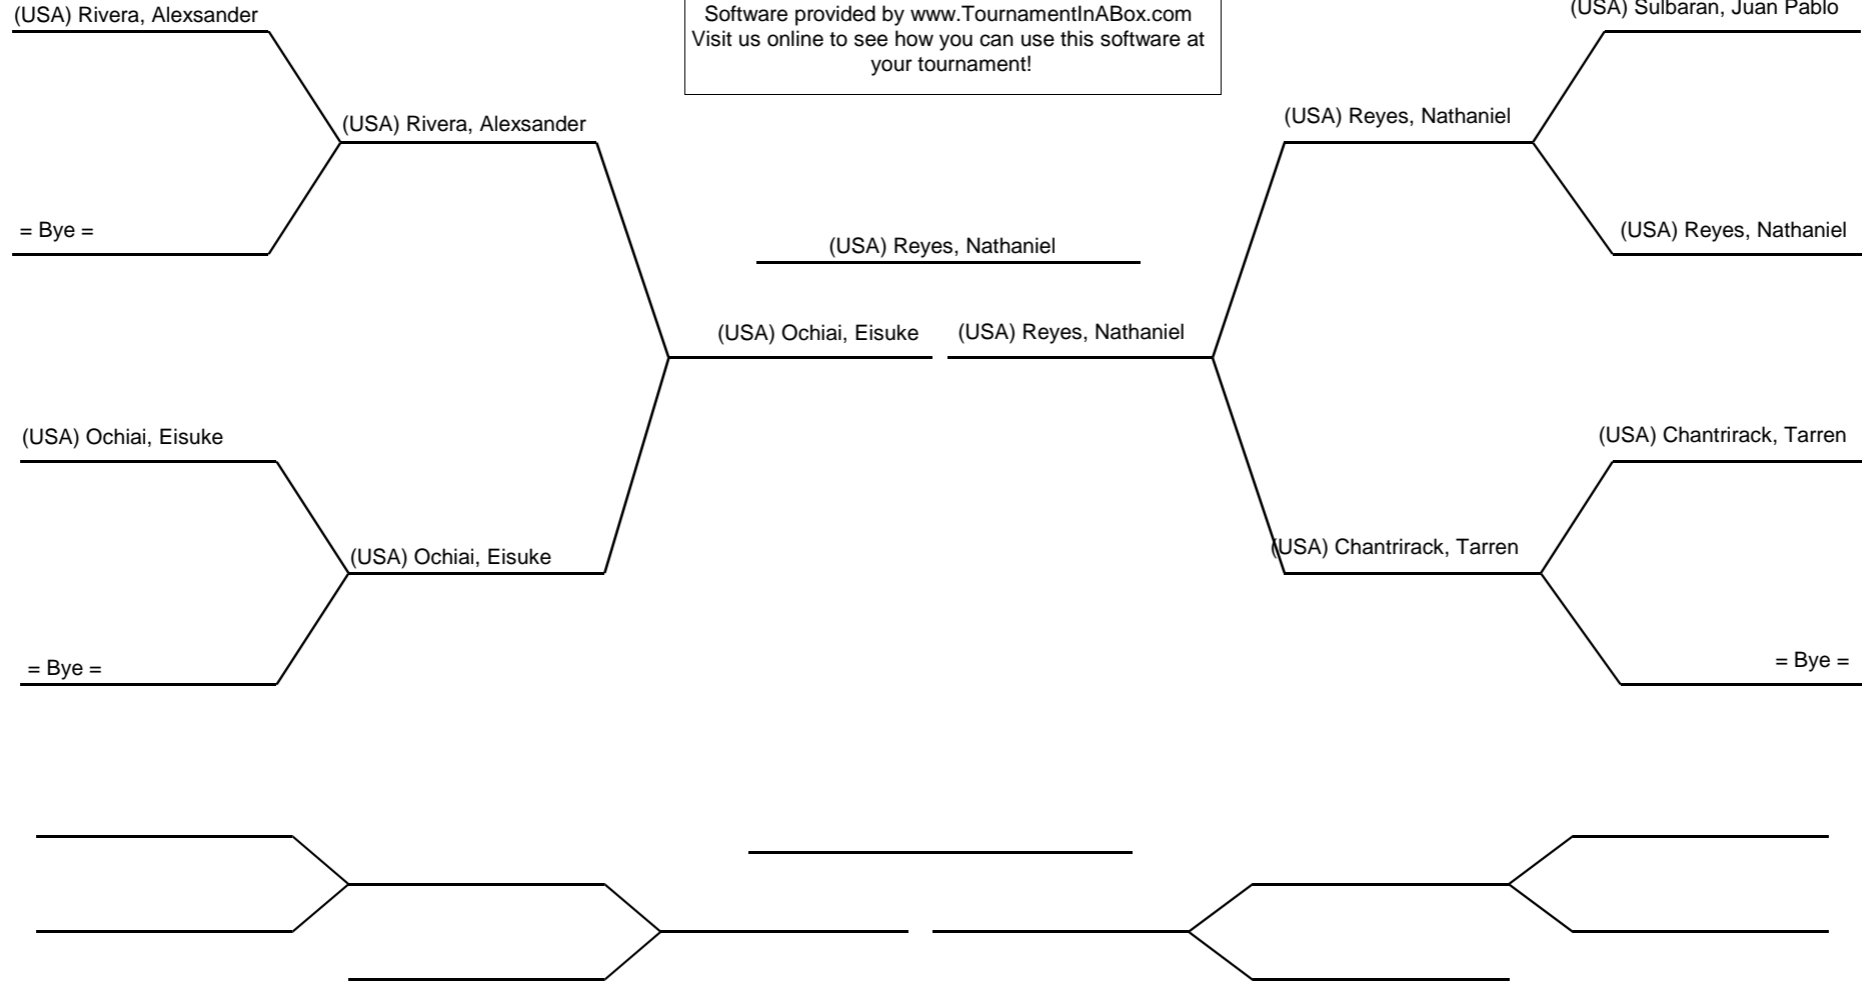 (USA) Rivera, Alexsander
Software provided by www.TournamentInABox.com
Visit us online to see how you can use this software at
your tournament!
(USA) Sulbaran, Juan Pablo
(USA) Rivera, Alexsander
(USA) Reyes, Nathaniel
= Bye =
(USA) Reyes, Nathaniel
(USA) Reyes, Nathaniel
(USA) Ochiai, Eisuke
(USA) Reyes, Nathaniel
(USA) Ochiai, Eisuke
(USA) Chantrirack, Tarren
(USA) Ochiai, Eisuke
(USA) Chantrirack, Tarren
= Bye =
= Bye =